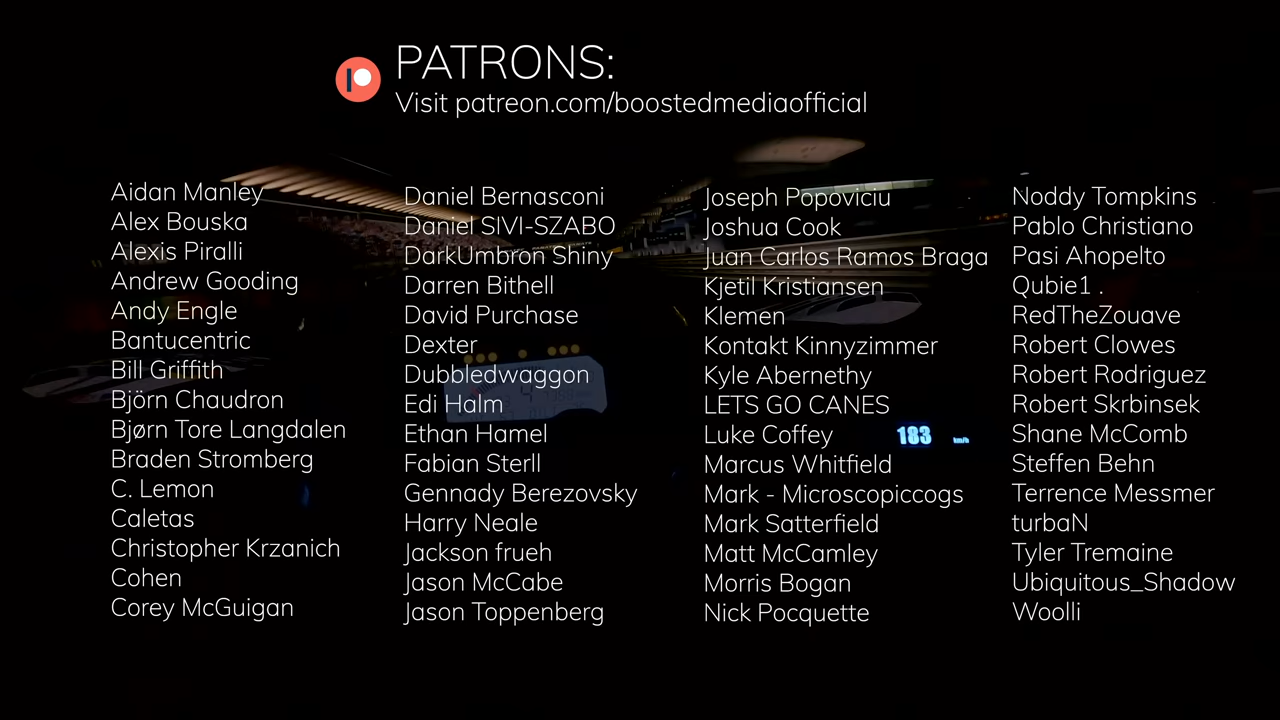 PATRONS:
Visit patreon.com/boostedmediaofficial
Aidan Manley
Alex Bouska
Alexis Piralli
Andrew Gooding
Andy Engle
Bantucentric
Bill Griffith
Björn Chaudron
Bjørn Tore Langdalen
Braden Stromberg
C. Lemon
Caletas
Christopher Krzanich
Cohen
Corey McGuigan
Daniel Bernasconi
Daniel SIVI-SZABO
DarkUmbron Shiny
Darren Bithell
David Purchase
Dexter
Dubbledwaggon
Edi Halm
Ethan Hamel
Fabian Sterll
Gennady Berezovsky
Harry Neale
Jackson frueh
Jason McCabe
Jason Toppenberg
Joseph Popoviciu
Joshua Cook
Juan Carlos Ramos Braga
Kjetil Kristiansen
Klemen
Kontakt Kinnyzimmer
Kyle Abernethy
LETS GO CANES
Luke Coffey
Marcus Whitfield
Mark - Microscopiccogs
Mark Satterfield
Matt McCamley
Morris Bogan
Nick Pocquette
Noddy Tompkins
Pablo Christiano
Pasi Ahopelto
Qubie1 .
RedTheZouave
Robert Clowes
Robert Rodriguez
Robert Skrbinsek
Shane McComb
Steffen Behn
Terrence Messmer
turbaN
Tyler Tremaine
Ubiquitous_Shadow
Woolli
183 km/h